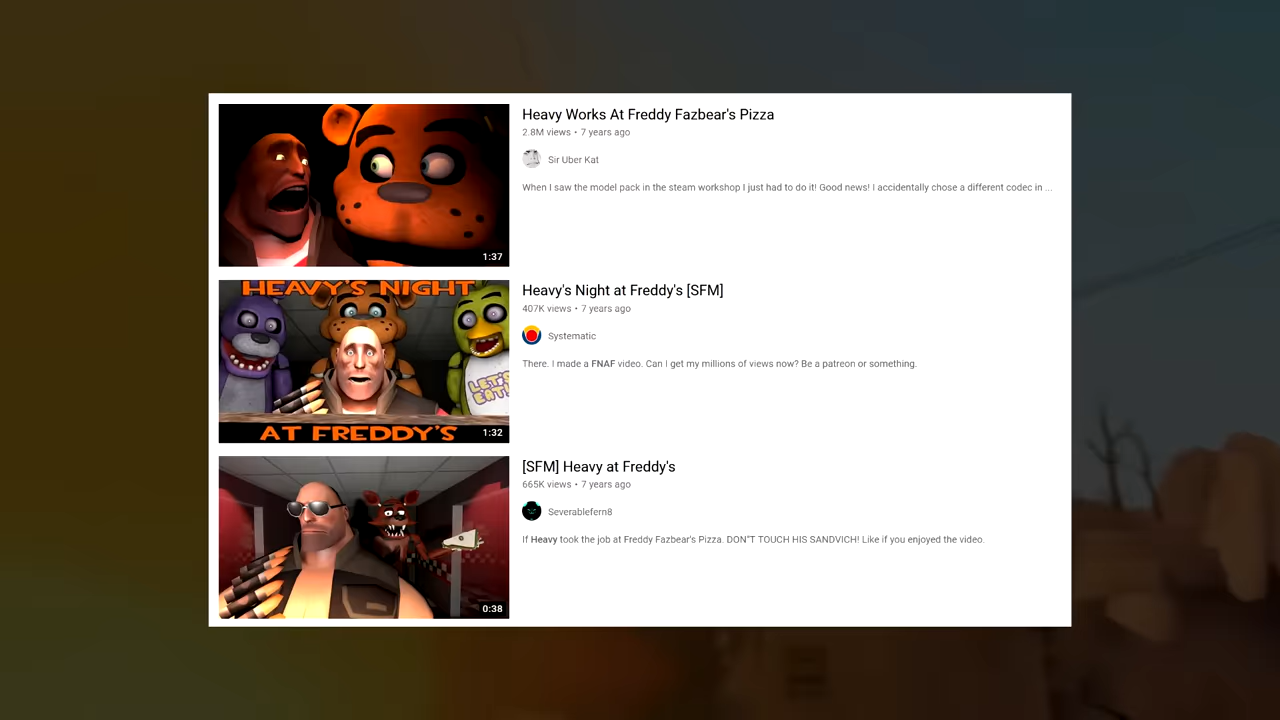 Heavy Works At Freddy Fazbear's Pizza
2.8M views • 7 years ago
Sir Uber Kat
When I saw the model pack in the steam workshop I just had to do it! Good news! I accidentally chose a different codec in ...
1:37
HEAVY'S NIGHT
LET'S
EAT!
AT FREDDY'S
1:32
Heavy's Night at Freddy's [SFM]
407K views • 7 years ago
Systematic
There. I made a FNAF video. Can I get my millions of views now? Be a patreon or something.
[SFM] Heavy at Freddy's
665K views • 7 years ago
Severablefern8
If Heavy took the job at Freddy Fazbear's Pizza. DON"T TOUCH HIS SANDVICH! Like if you enjoyed the video.
0:38